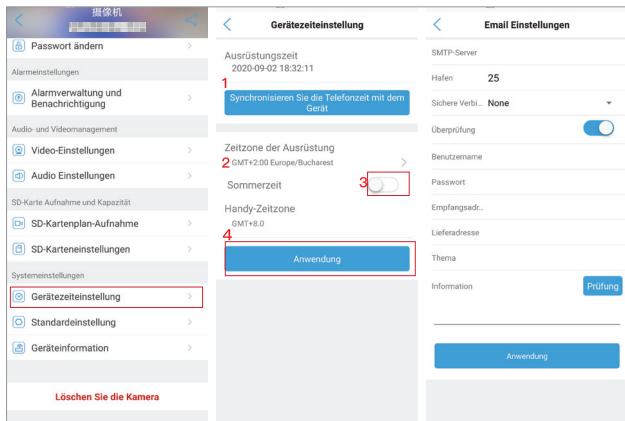 摄像机
Passwort ändern
Alarmeinstellungen
Alarmverwaltung und
Benachrichtigung
Audio- und Videomanagement
Video-Einstellungen
Audio Einstellungen
SD-Karte Aufnahme und Kapazität
SD-Kartenplan-Aufnahme
SD-Karteneinstellungen
Systemeinstellungen
Gerätezeiteinstellung
Standardeinstellung
Geräteinformation
Löschen Sie die Kamera
Gerätezeiteinstellung
Ausrüstungszeit
2020-09-02 18:32:11
1
Synchronisieren Sie die Telefonzeit mit dem
Gerät
Zeitzone der Ausrüstung
2 GMT+2:00 Europe/Bucharest
Sommerzeit 3
Handy-Zeitzone
GMT+8.0
4
Anwendung
Email Einstellungen
SMTP-Server
Hafen 25
Sichere Verbi... None
Überprüfung
Benutzername
Passwort
Empfangsadr...
Lieferadresse
Thema
Information Prüfung
Anwendung